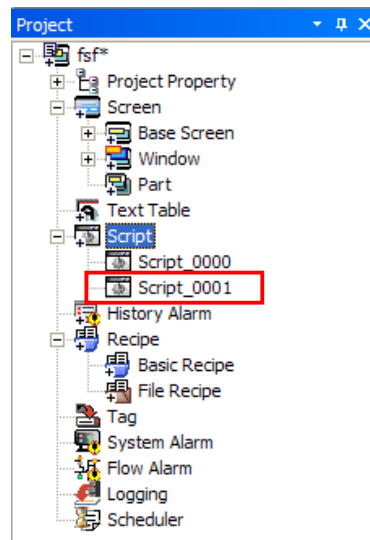 Project
fsf*
Project Property
Screen
Base Screen
Window
Part
Text Table
Script
Script_0000
Script_0001
History Alarm
Recipe
Basic Recipe
File Recipe
Tag
System Alarm
Flow Alarm
Logging
Scheduler